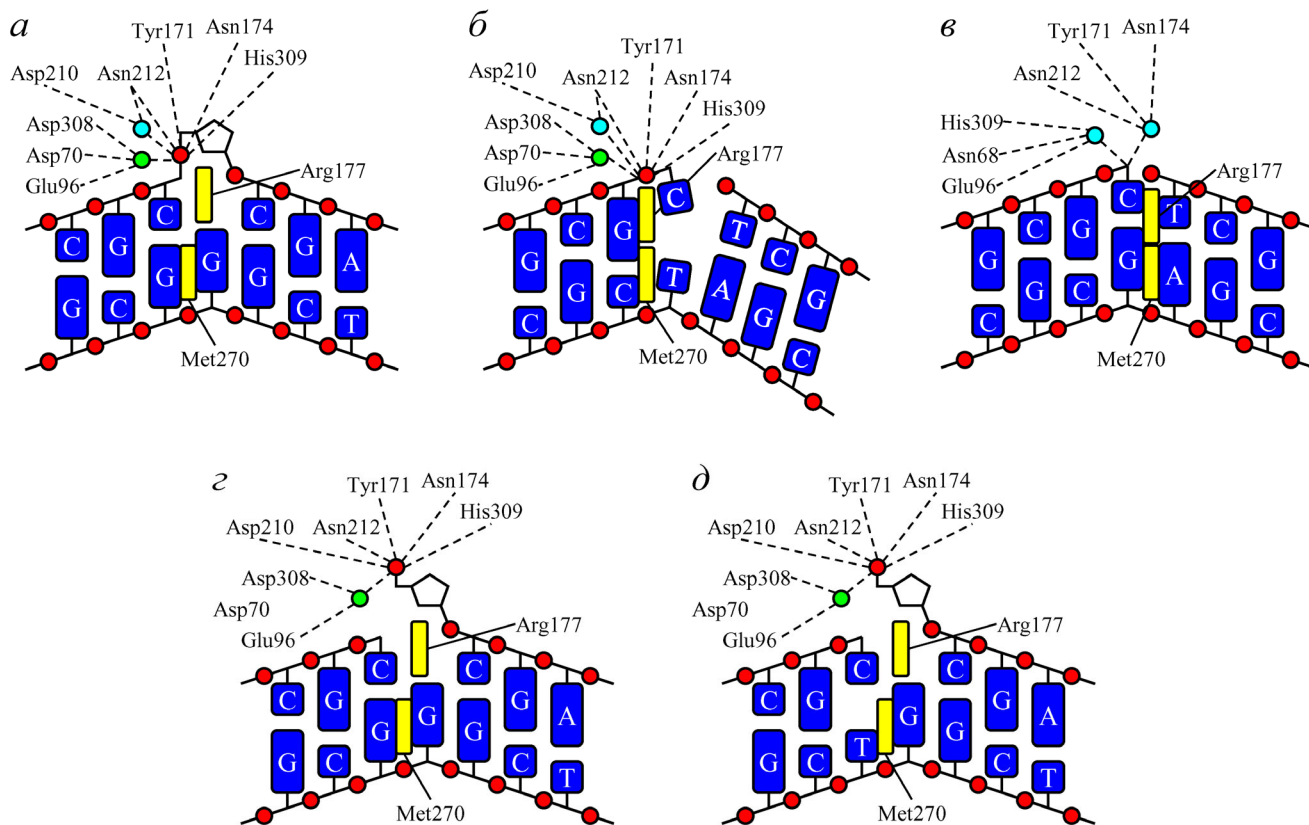 а
Tyr171
Asn174
Asp210
Asn212
His309
Asp308
Asp70
Glu96
Arg177
C
G
C
C
G
A
G
C
G
G
G
C
T
Met270
б
Tyr171
Asp210
Asn212
Asn174
Asp308
His309
Asp70
Arg177
Glu96
G
C
G
C
T
C
G
C
G
C
T
A
G
C
Met270
в
Tyr171
Asn174
Asn212
His309
Asn68
Glu96
Arg177
G
C
G
C
T
C
G
C
G
C
G
A
G
C
Met270
г
Tyr171
Asn174
Asp210
Asn212
His309
Asp308
Asp70
Glu96
Arg177
C
G
C
C
G
A
G
C
G
G
G
C
T
Met270
д
Tyr171
Asn174
Asp210
Asn212
His309
Asp308
Asp70
Glu96
Arg177
C
G
C
C
G
A
G
C
T
G
G
C
T
Met270